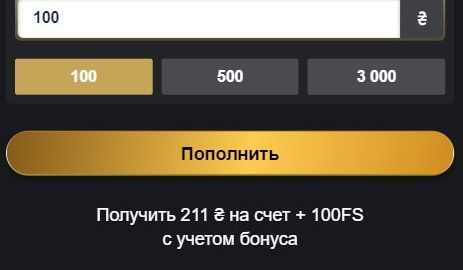 100 ₴
100 500 3 000
Пополнить
Получить 211 ₴ на счет + 100FS
с учетом бонуса